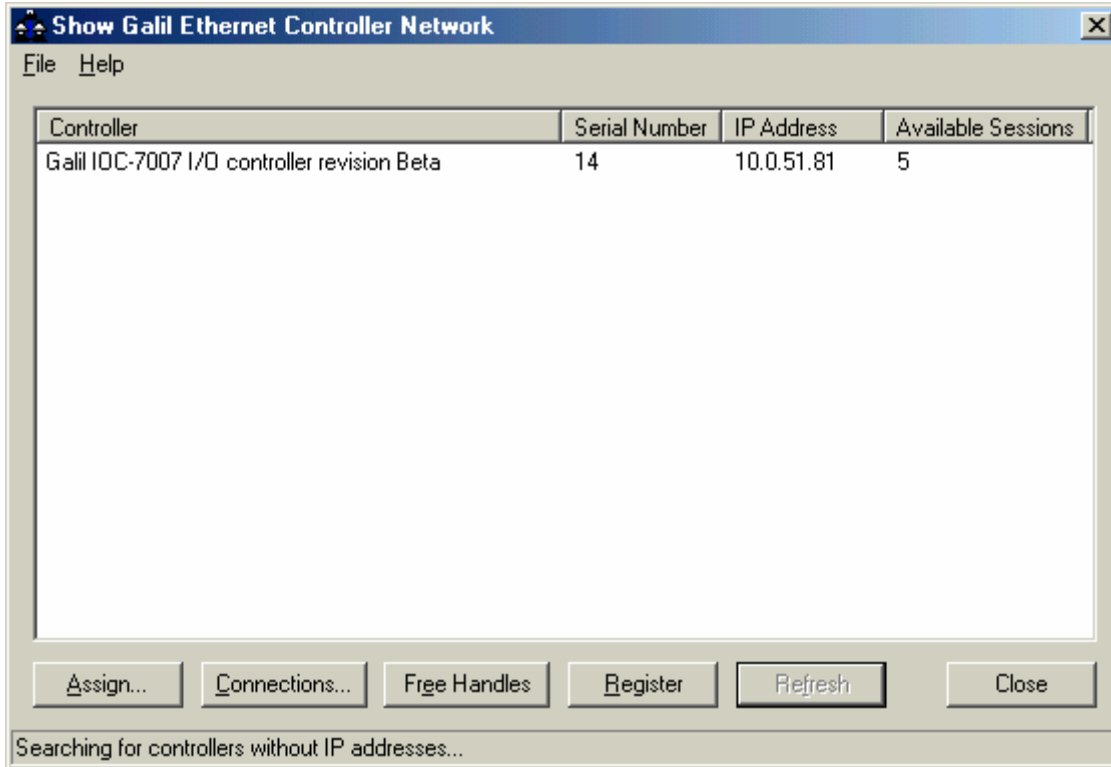 Show Galil Ethernet Controller Network
File Help
Controller Serial Number IP Address Available Sessions
Galil IOC-7007 I/O controller revision Beta 14 10.0.51.81 5
Assign... Connections... Free Handles Register Refresh Close
Searching for controllers without IP addresses...